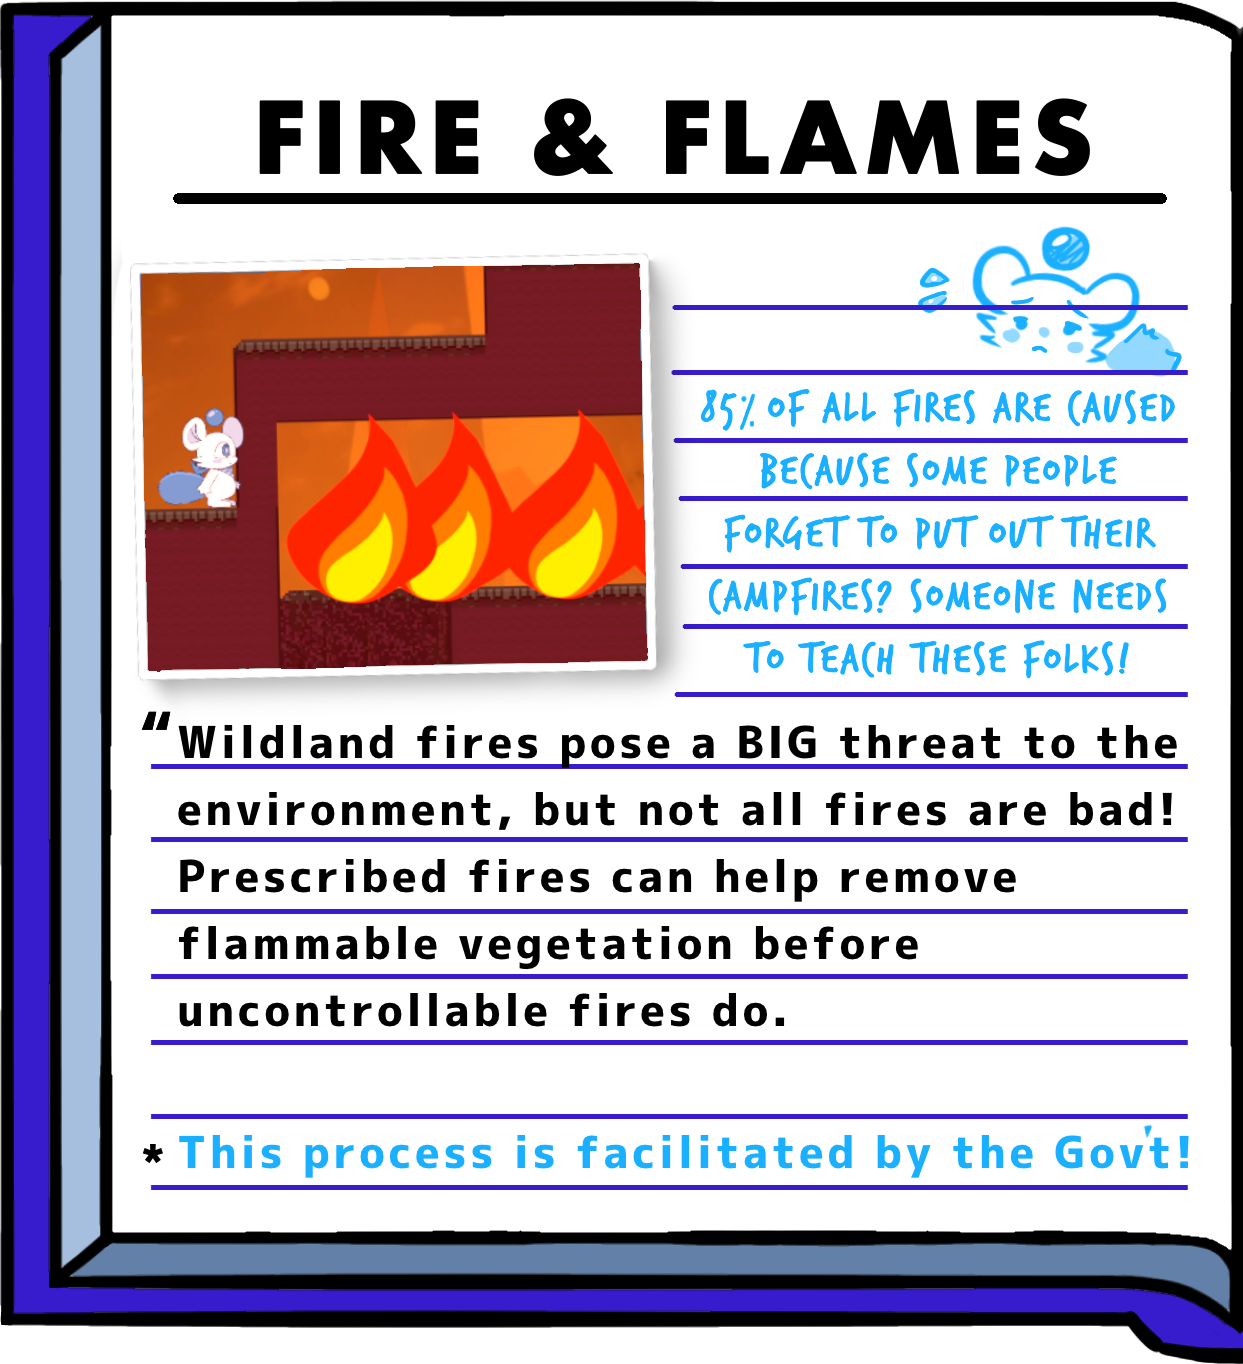 FIRE & FLAMES
85% OF ALL FIRES ARE CAUSED
BECAUSE SOME PEOPLE
FORGET TO PUT OUT THEIR
CAMPFIRES? SOMEONE NEEDS
TO TEACH THESE FOLKS!
“Wildland fires pose a BIG threat to the
environment, but not all fires are bad!
Prescribed fires can help remove
flammable vegetation before
uncontrollable fires do.
* This process is facilitated by the Gov't!